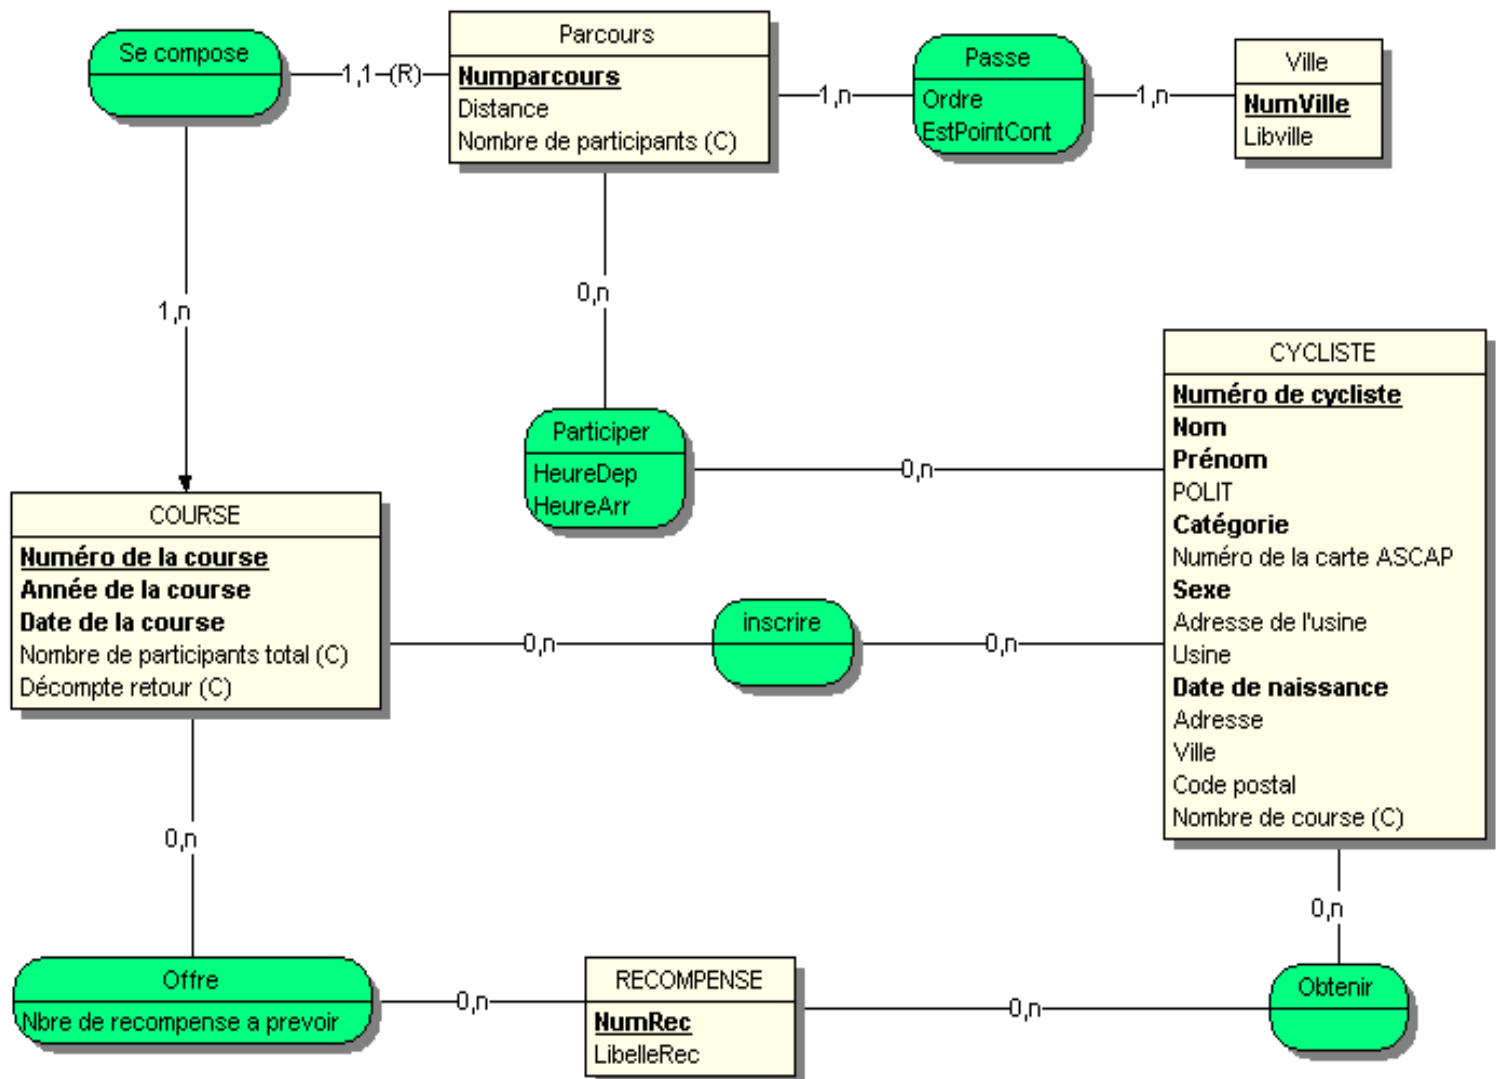 Se compose
1,1
(R)
Parcours
Numparcours
Distance
Nombre de participants (C)
1,n
Passe
Ordre
EstPointCont
1,n
Ville
NumVille
Libville
1,n
0,n
Participer
HeureDep
HeureArr
0,n
CYCLISTE
Numéro de cycliste
Nom
Prénom
POLIT
Catégorie
Numéro de la carte ASCAP
Sexe
Adresse de l'usine
Usine
Date de naissance
Adresse
Ville
Code postal
Nombre de course (C)
COURSE
Numéro de la course
Année de la course
Date de la course
Nombre de participants total (C)
Décompte retour (C)
0,n
inscrire
0,n
0,n
0,n
Offre
Nbre de recompense a prevoir
0,n
RECOMPENSE
NumRec
LibelleRec
0,n
Obtenir